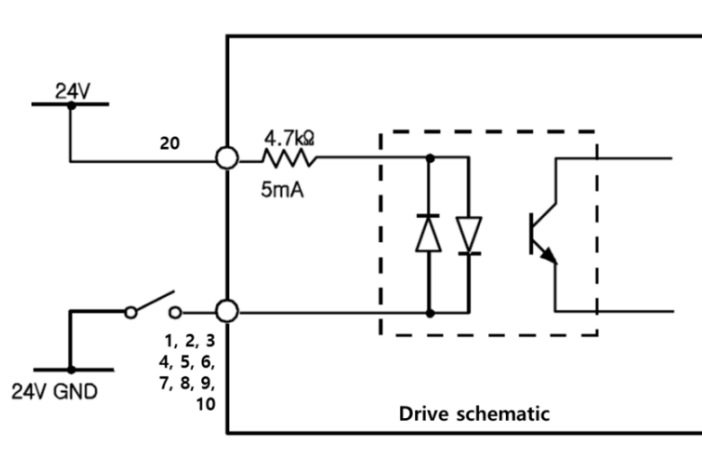 24V
20
4.7kΩ
5mA
1, 2, 3
4, 5, 6,
7, 8, 9,
10
24V GND
Drive schematic